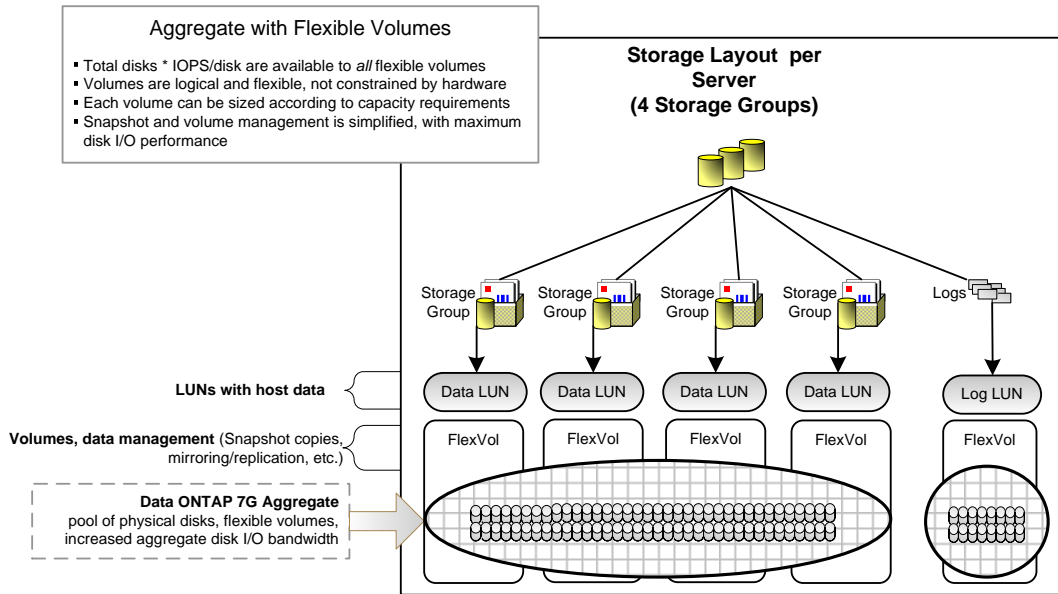 Aggregate with Flexible Volumes
▪ Total disks * IOPS/disk are available to all flexible volumes
▪ Volumes are logical and flexible, not constrained by hardware
▪ Each volume can be sized according to capacity requirements
▪ Snapshot and volume management is simplified, with maximum
disk I/O performance
Storage Layout per
Server
(4 Storage Groups)
Storage
Group
Storage
Group
Storage
Group
Storage
Group
Logs
LUNs with host data
Data LUN
Data LUN
Data LUN
Data LUN
Log LUN
Volumes, data management (Snapshot copies,
mirroring/replication, etc.)
FlexVol
FlexVol
FlexVol
FlexVol
FlexVol
Data ONTAP 7G Aggregate
pool of physical disks, flexible volumes,
increased aggregate disk I/O bandwidth